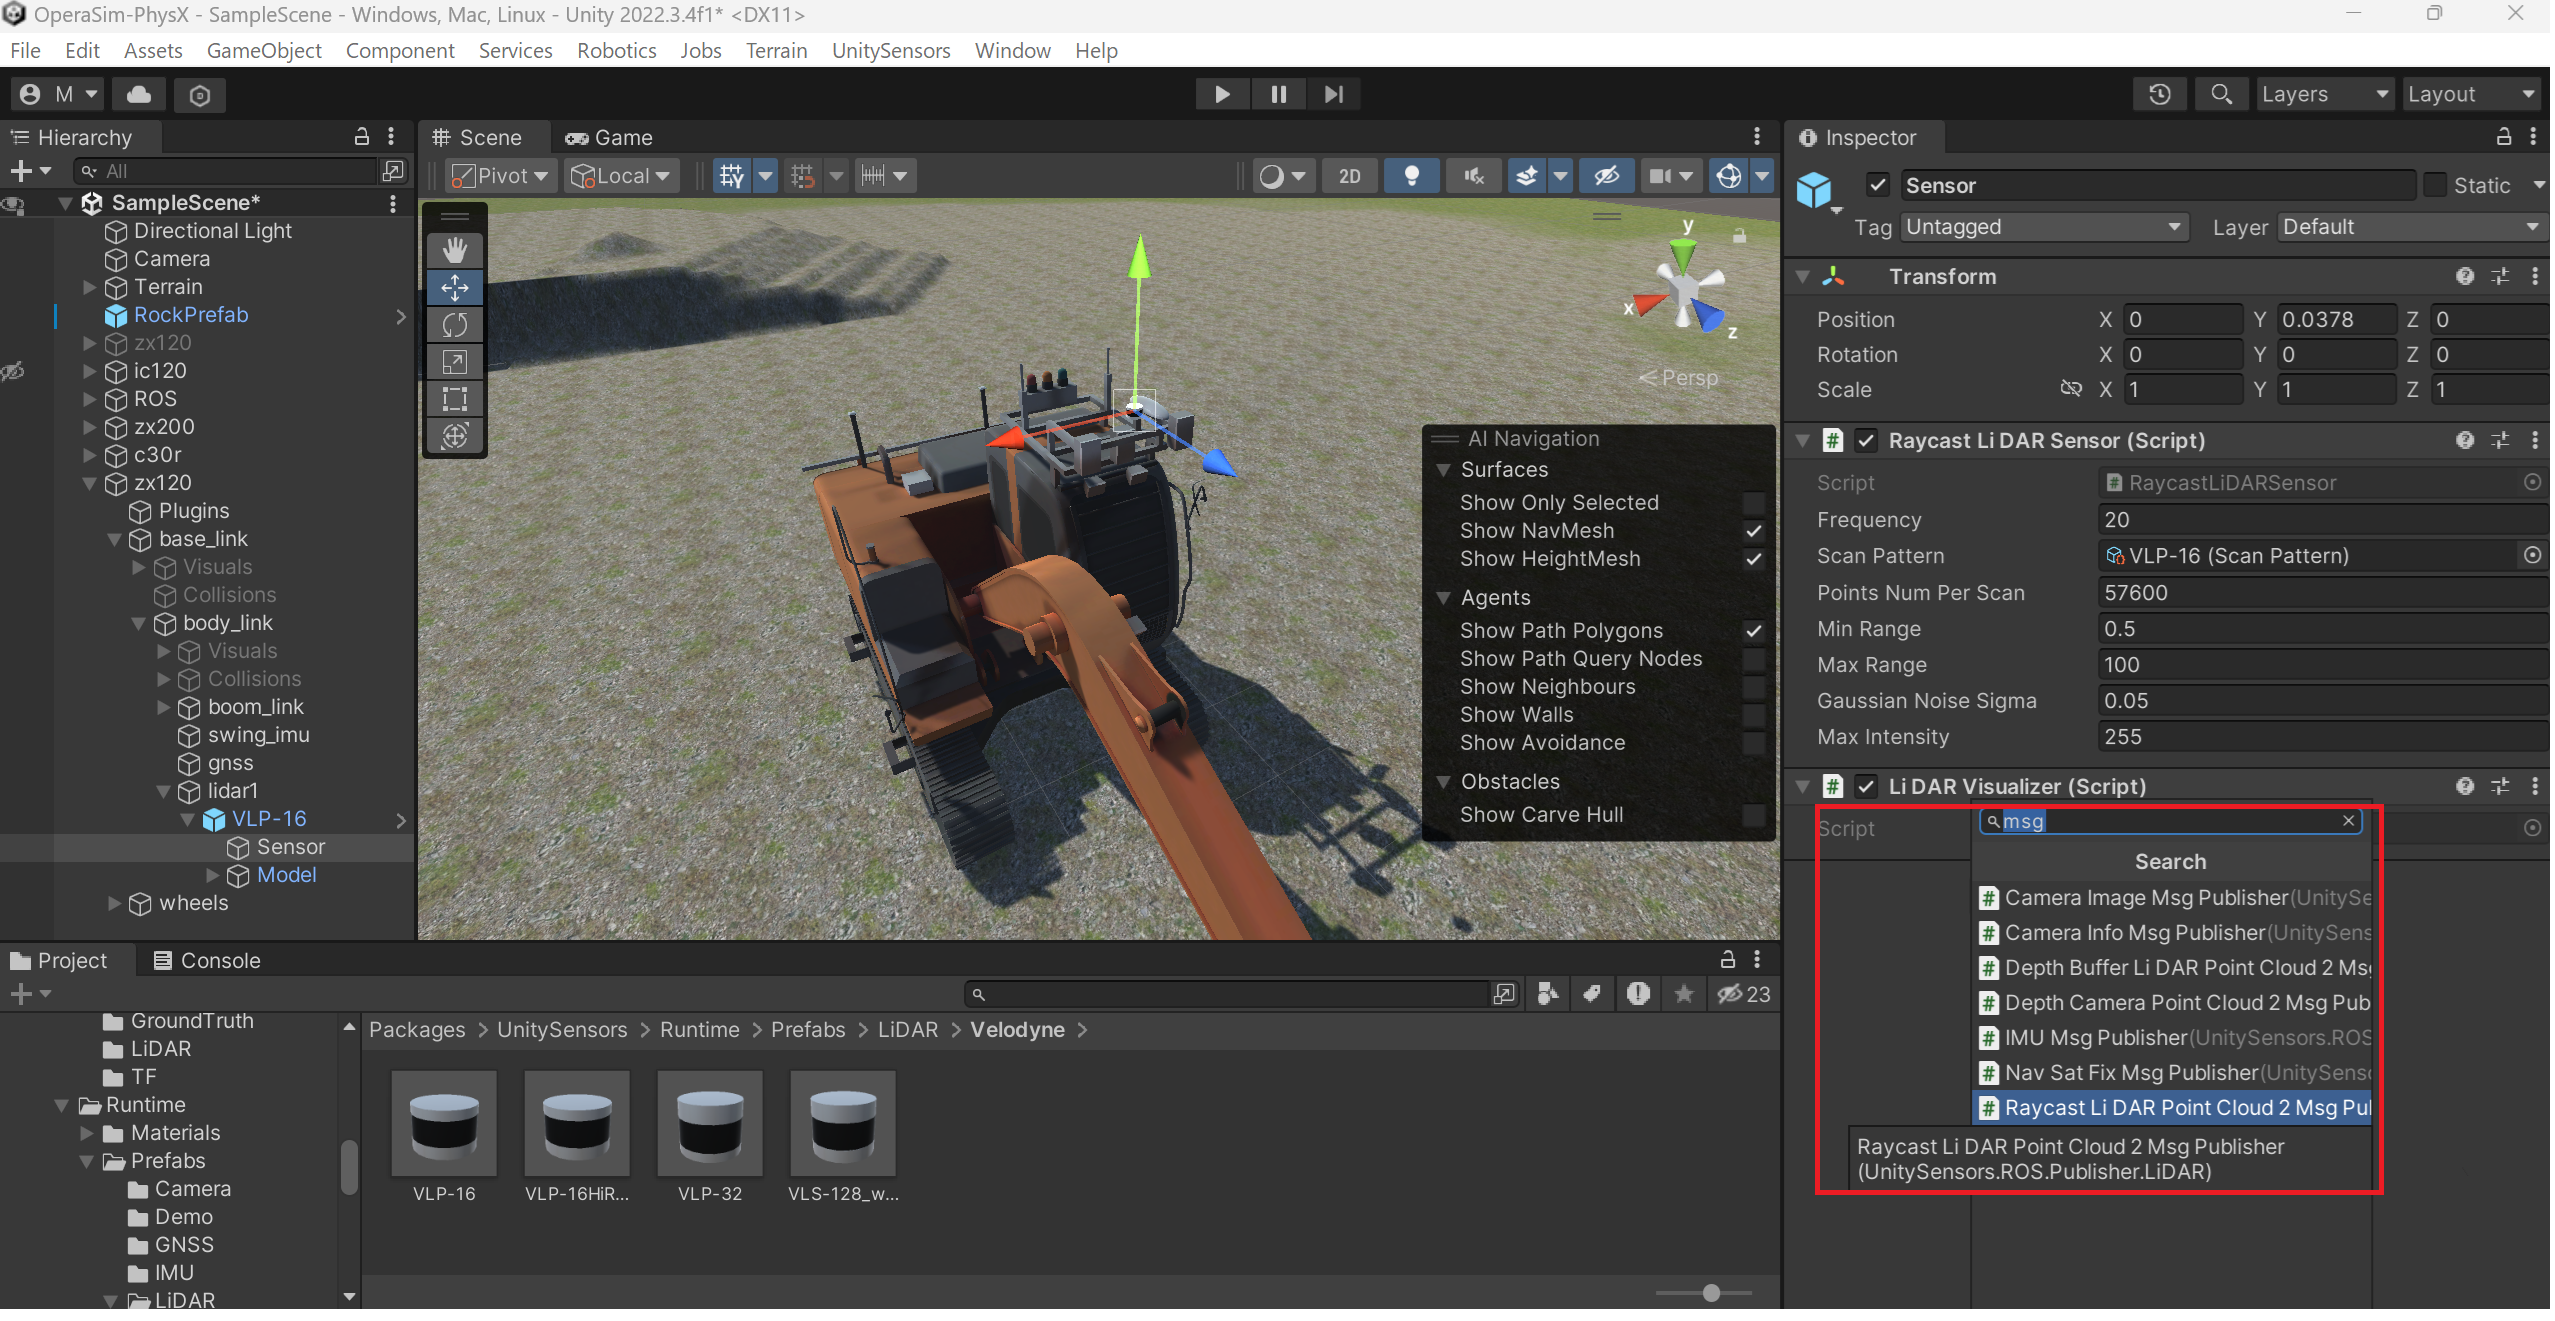 OperaSim-PhysX - SampleScene - Windows, Mac, Linux - Unity 2022.3.4f1* <DX11>
File Edit Assets GameObject Component Services Robotics Jobs Terrain UnitySensors Window Help
M
Layers
Layout
Hierarchy
All
SampleScene*
Directional Light
Camera
Terrain
RockPrefab
zx120
ic120
ROS
zx200
c30r
zx120
Plugins
base_link
Visuals
Collisions
body_link
Visuals
Collisions
boom_link
swing_imu
gnss
lidar1
VLP-16
Sensor
Model
wheels
Scene Game
Pivot Local 2D
y
x
z
Persp
AI Navigation
Surfaces
Show Only Selected
Show NavMesh
Show HeightMesh
Agents
Show Path Polygons
Show Path Query Nodes
Show Neighbours
Show Walls
Show Avoidance
Obstacles
Show Carve Hull
Inspector
Sensor Static
Tag Untagged Layer Default
Transform
Position X 0 Y 0.0378 Z 0
Rotation X 0 Y 0 Z 0
Scale X 1 Y 1 Z 1
Raycast Li DAR Sensor (Script)
Script RaycastLiDARSensor
Frequency 20
Scan Pattern VLP-16 (Scan Pattern)
Points Num Per Scan 57600
Min Range 0.5
Max Range 100
Gaussian Noise Sigma 0.05
Max Intensity 255
Li DAR Visualizer (Script)
Script
msg
Search
Camera Image Msg Publisher(UnitySe
Camera Info Msg Publisher(UnitySens
Depth Buffer Li DAR Point Cloud 2 Ms
Depth Camera Point Cloud 2 Msg Pub
IMU Msg Publisher(UnitySensors.ROS
Nav Sat Fix Msg Publisher(UnitySens
Raycast Li DAR Point Cloud 2 Msg Pu
Raycast Li DAR Point Cloud 2 Msg Publisher
(UnitySensors.ROS.Publisher.LiDAR)
Project Console
23
GroundTruth
LiDAR
TF
Runtime
Materials
Prefabs
Camera
Demo
GNSS
IMU
LiDAR
Packages > UnitySensors > Runtime > Prefabs > LiDAR > Velodyne >
VLP-16
VLP-16HiR...
VLP-32
VLS-128_w...